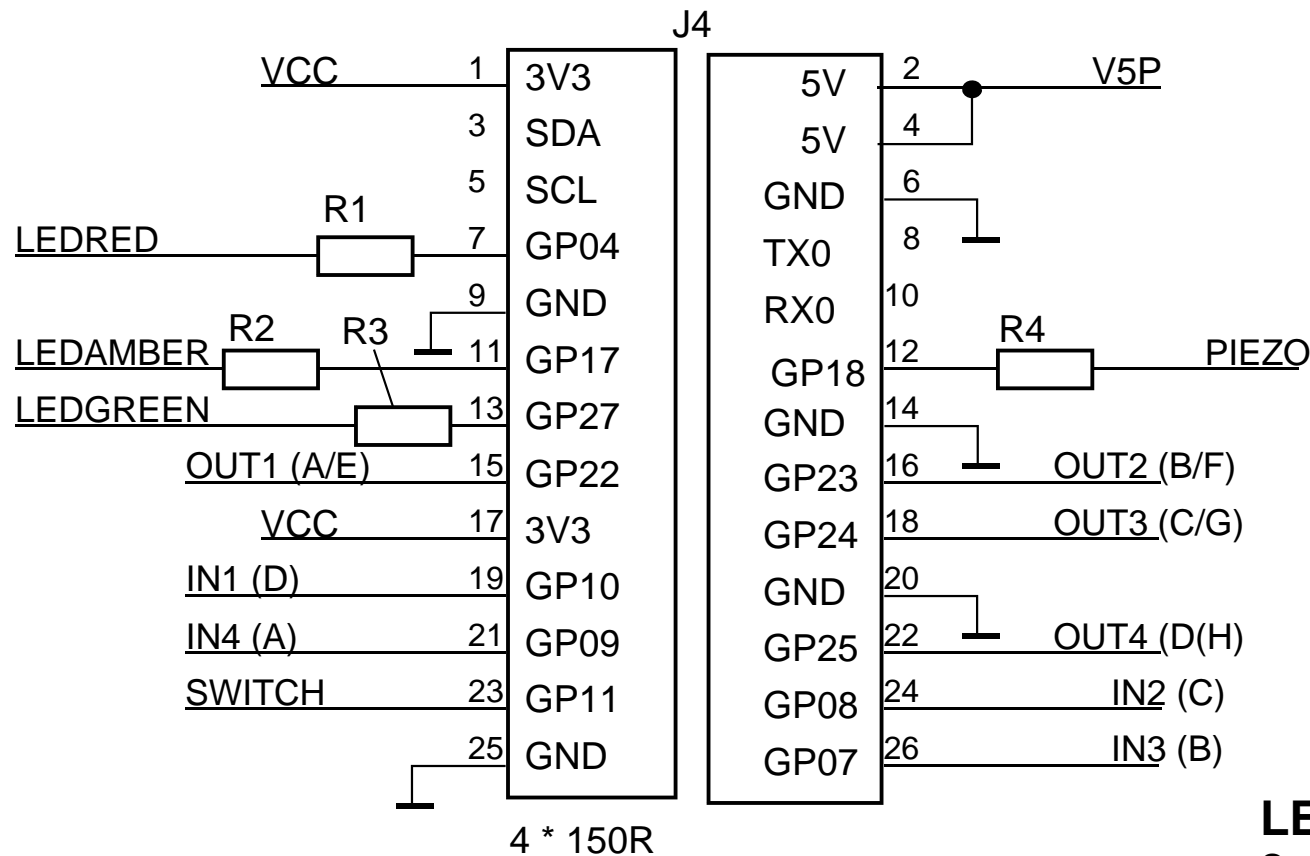 J4
VCC 1 3V3 5V 2 V5P
3 SDA 5V 4
5 SCL GND 6
R1
LEDRED 7 GP04 TX0 8
9 GND RX0 10
R2 R3 R4
LEDAMBER 11 GP17 GP18 12 PIEZO
LEDGREEN 13 GP27 GND 14
OUT1 (A/E) 15 GP22 GP23 16 OUT2 (B/F)
VCC 17 3V3 GP24 18 OUT3 (C/G)
IN1 (D) 19 GP10 GND 20
IN4 (A) 21 GP09 GP25 22 OUT4 (D(H)
SWITCH 23 GP11 GP08 24 IN2 (C)
25 GND GP07 26 IN3 (B)
4 * 150R